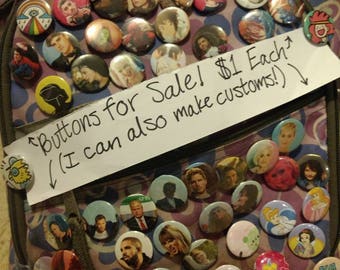 Buttons for Sale! $1 Each
(I can also make customs!)